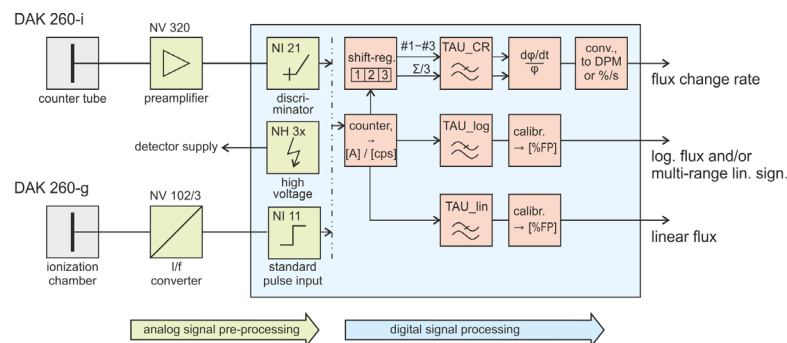 DAK 260-i
NV 320
counter tube
preamplifier
NI 21
discri-
minator
NH 3x
high
voltage
detector supply
DAK 260-g
NV 102/3
ionization
chamber
I/f
converter
NI 11
standard
pulse input
shift-reg.
1 2 3
#1−#3
Σ/3
counter,
→
[A] / [cps]
TAU_CR
dφ/dt
φ
conv.,
to DPM
or %/s
flux change rate
TAU_log
calibr.
→ [%FP]
log. flux and/or
multi-range lin. sign.
TAU_lin
calibr.
→ [%FP]
linear flux
analog signal pre-processing
digital signal processing